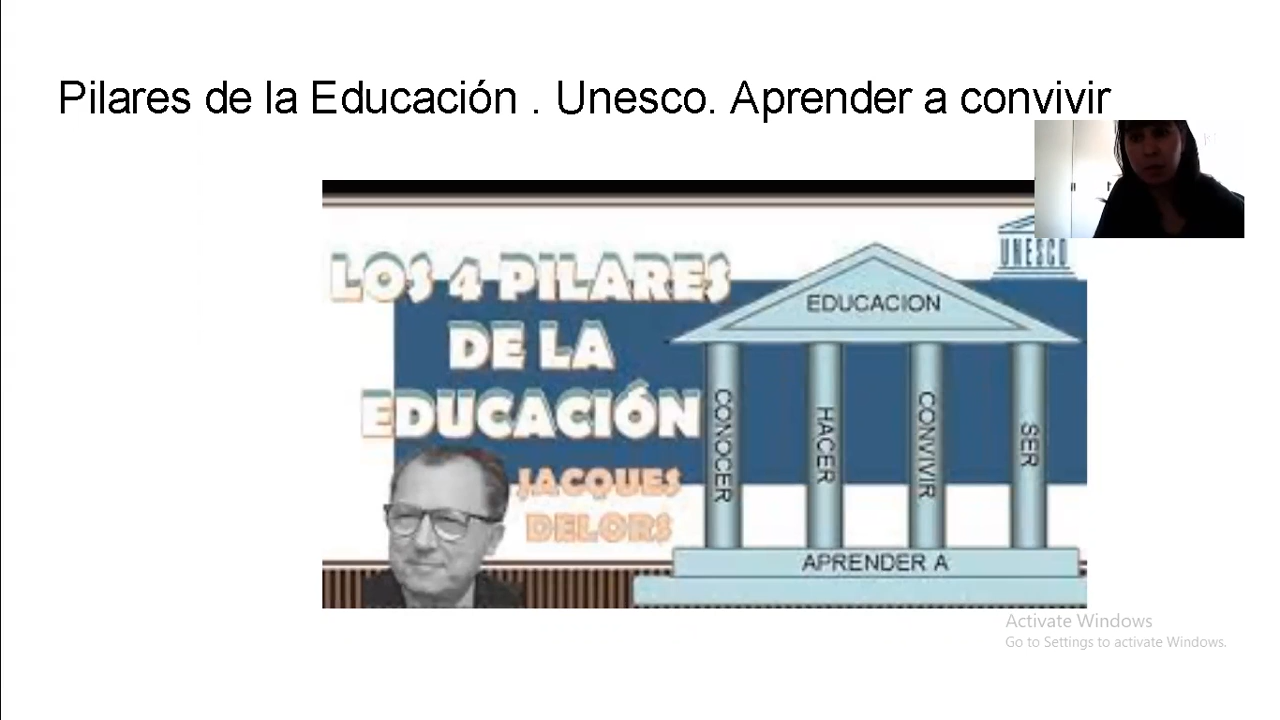 Pilares de la Educación . Unesco. Aprender a convivir
LOS 4 PILARES
DE LA
EDUCACIÓN
JACQUES
DELORS
UNESCO
EDUCACION
CONOCER
HACER
CONVIVIR
SER
APRENDER A
Activate Windows
Go to Settings to activate Windows.